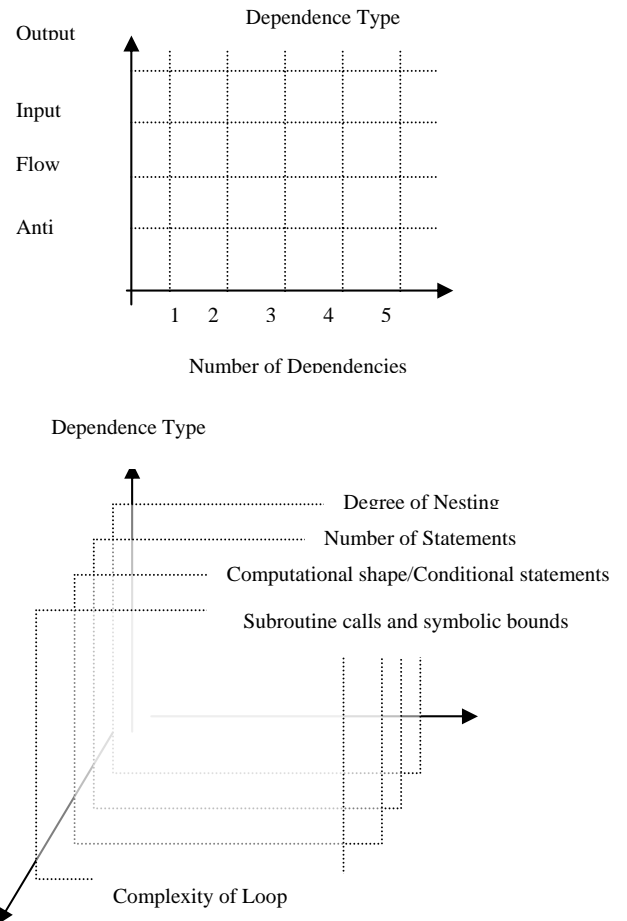 Dependence Type
Output
Input
Flow
Anti
1 2 3 4 5
Number of Dependencies
Dependence Type
Degree of Nesting
Number of Statements
Computational shape/Conditional statements
Subroutine calls and symbolic bounds
Complexity of Loop